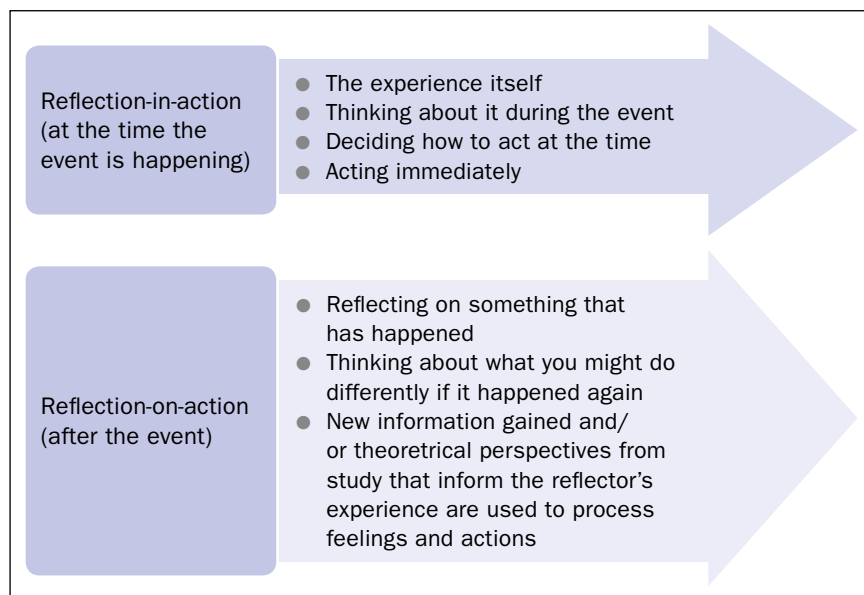 Reflection-in-action
(at the time the
event is happening)
● The experience itself
● Thinking about it during the event
● Deciding how to act at the time
● Acting immediately
Reflection-on-action
(after the event)
● Reflecting on something that
has happened
● Thinking about what you might do
differently if it happened again
● New information gained and/
or theoretrical perspectives from
study that inform the reflector’s
experience are used to process
feelings and actions